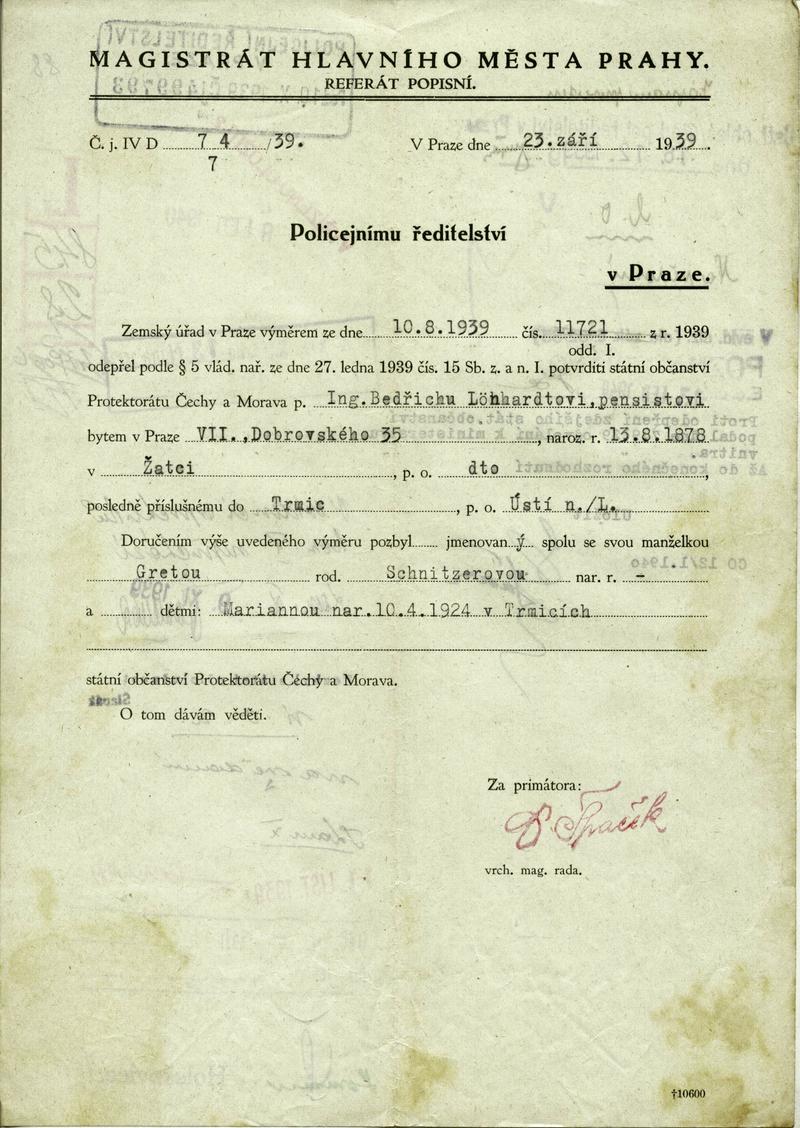 MAGISTRÁT HLAVNÍHO MĚSTA PRAHY.
REFERÁT POPISNÍ.
Č. j. IV D 7 4 /39. V Praze dne 23. září 1939.
7
Policejnímu ředitelství
v Praze.
Zemský úřad v Praze výměrem ze dne 10.8.1939 čís. 11721 z r. 1939
odd. I.
odepřel podle § 5 vlád. nař. ze dne 27. ledna 1939 čís. 15 Sb. z. a n. I. potvrditi státní občanství
Protektorátu Čechy a Morava p. Ing.Bedřichu Löhhardtovi,pensistovi
bytem v Praze VII.,Dobrovského 35, naroz. r. 13.8.1878
v Žatci, p. o. dto,
posledně příslušnému do Trmic, p. o. Ústí n./L.
Doručením výše uvedeného výměru pozbyl jmenovaný spolu se svou manželkou
Gretou rod. Schnitzerovou nar. r. -
a dětmi: Mariannou nar.10.4.1924 v Trmicích
státní občanství Protektorátu Čechy a Morava.
O tom dávám věděti.
Za primátora:
Špaček
vrch. mag. rada.
†10600